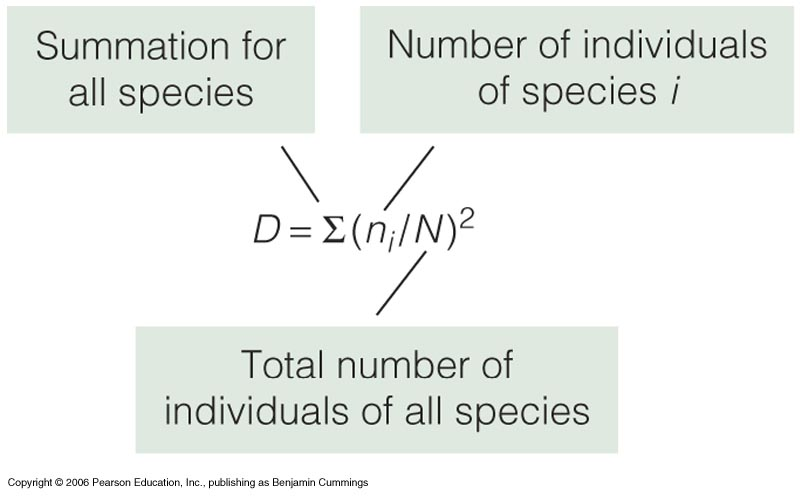 Summation for
all species
Number of individuals
of species i
D = Σ(nᵢ/N)²
Total number of
individuals of all species
Copyright © 2006 Pearson Education, Inc., publishing as Benjamin Cummings